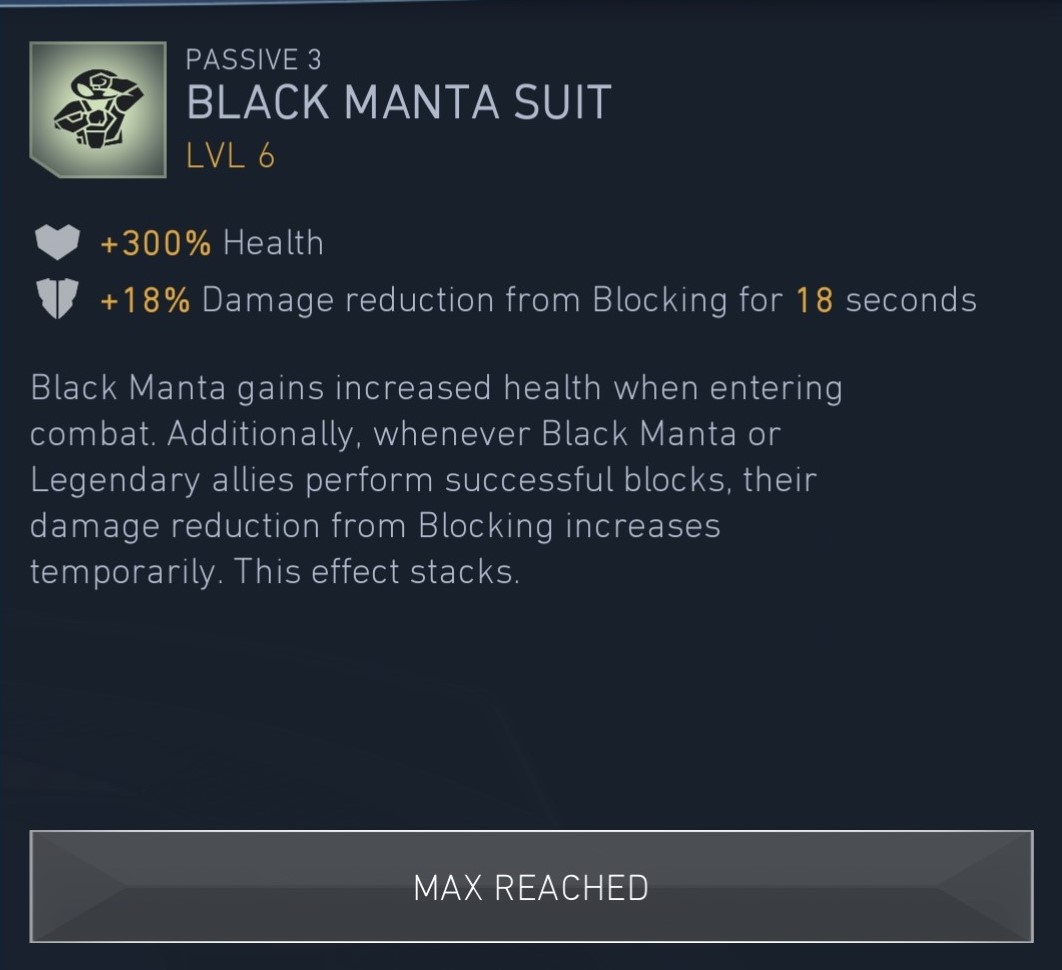 PASSIVE 3
BLACK MANTA SUIT
LVL 6
+300% Health
+18% Damage reduction from Blocking for 18 seconds
Black Manta gains increased health when entering
combat. Additionally, whenever Black Manta or
Legendary allies perform successful blocks, their
damage reduction from Blocking increases
temporarily. This effect stacks.
MAX REACHED